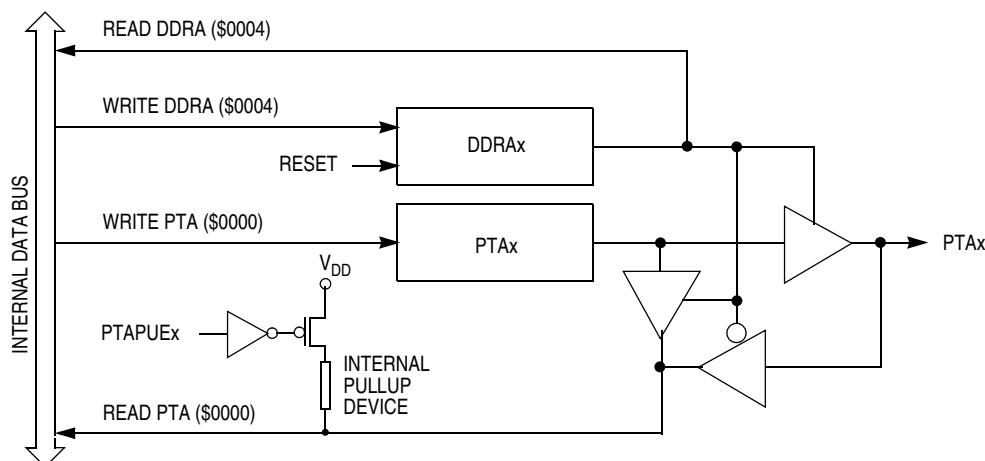 READ DDRA ($0004)
WRITE DDRA ($0004)
RESET
DDRAx
WRITE PTA ($0000)
PTAx
PTAx
VDD
PTAPUEx
INTERNAL
PULLUP
DEVICE
READ PTA ($0000)
INTERNAL DATA BUS